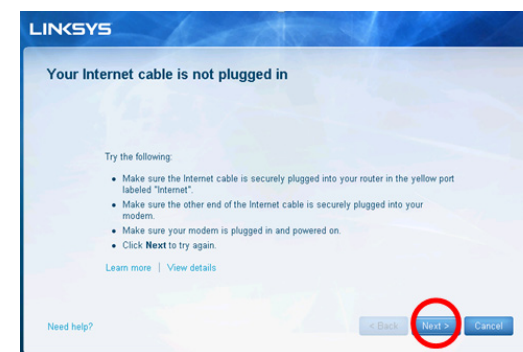 LINKSYS
Your Internet cable is not plugged in
Try the following:
• Make sure the Internet cable is securely plugged into your router in the yellow port
labeled "Internet".
• Make sure the other end of the Internet cable is securely plugged into your
modem.
• Make sure your modem is plugged in and powered on.
• Click Next to try again.
Learn more | View details
Need help? < Back Next > Cancel